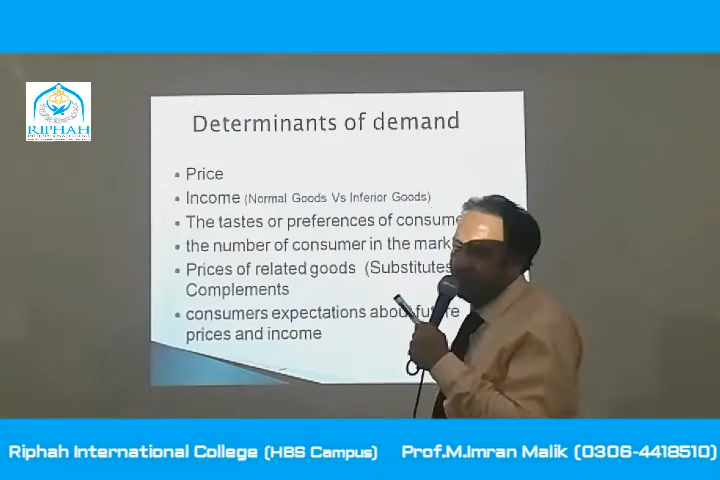 RIPHAH
Determinants of demand
Price
Income (Normal Goods Vs Inferior Goods)
The tastes or preferences of consume
the number of consumer in the mark
Prices of related goods (Substitutes
Complements
consumers expectations about future
prices and income
Riphah International College (HBS Campus) Prof.M.Imran Malik (0306-4418510)